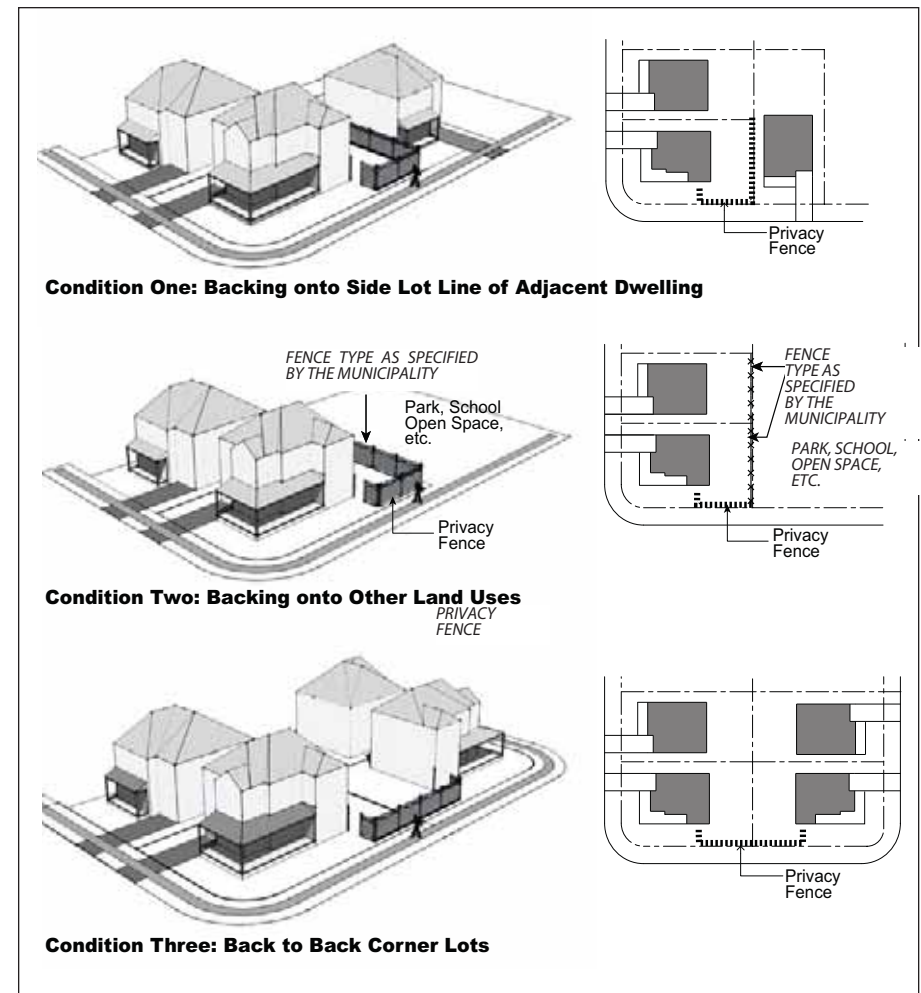 Privacy
Fence
Condition One: Backing onto Side Lot Line of Adjacent Dwelling
FENCE TYPE AS SPECIFIED
BY THE MUNICIPALITY
Park, School
Open Space,
etc.
Privacy
Fence
FENCE
TYPE AS
SPECIFIED
BY THE
MUNICIPALITY
PARK, SCHOOL,
OPEN SPACE,
ETC.
Privacy
Fence
Condition Two: Backing onto Other Land Uses
PRIVACY
FENCE
Privacy
Fence
Condition Three: Back to Back Corner Lots